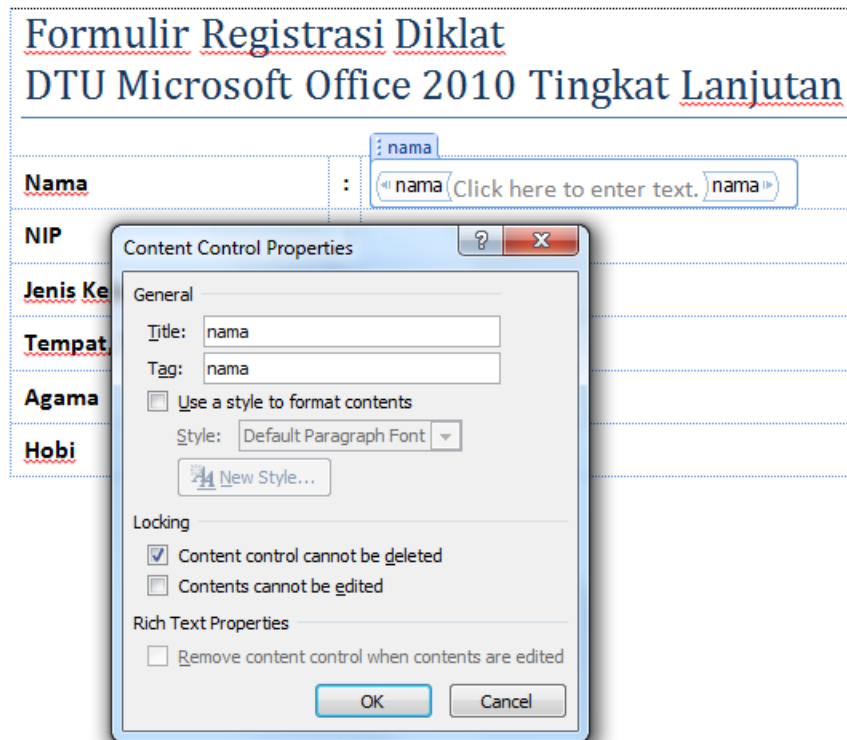 Formulir Registrasi Diklat
DTU Microsoft Office 2010 Tingkat Lanjutan
nama
Nama : nama Click here to enter text. nama
NIP
Jenis Ke
Tempat,
Agama
Hobi
Content Control Properties
General
Title: nama
Tag: nama
Use a style to format contents
Style: Default Paragraph Font
New Style...
Locking
Content control cannot be deleted
Contents cannot be edited
Rich Text Properties
Remove content control when contents are edited
OK Cancel